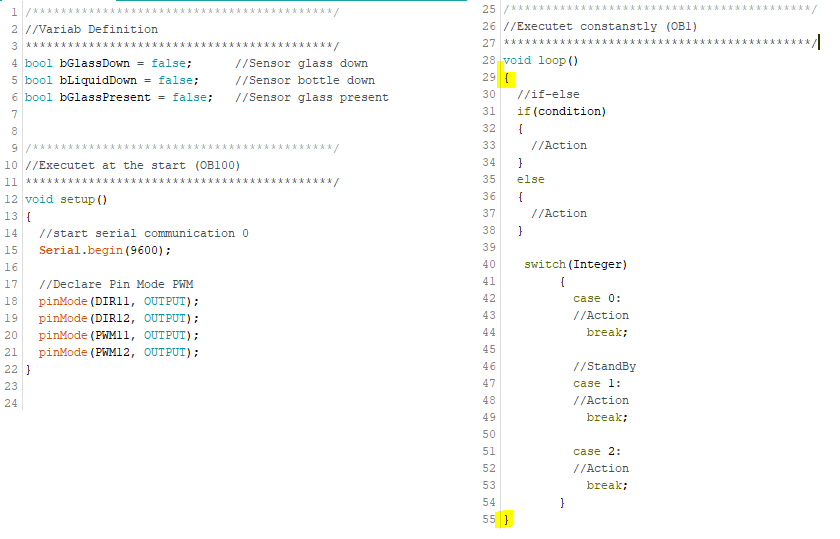 1 /*******************************************/
2 //Variab Definition
3 ********************************************/
4 bool bGlassDown = false;      //Sensor glass down
5 bool bLiquidDown = false;     //Sensor bottle down
6 bool bGlassPresent = false;   //Sensor glass present
7
8
9 /*******************************************/
10 //Executet at the start (OB100)
11 ********************************************/
12 void setup()
13 {
14   //start serial communication 0
15   Serial.begin(9600);
16
17   //Declare Pin Mode PWM
18   pinMode(DIR11, OUTPUT);
19   pinMode(DIR12, OUTPUT);
20   pinMode(PWM11, OUTPUT);
21   pinMode(PWM12, OUTPUT);
22 }
23
24
25 /*******************************************/
26 //Executet constanstly (OB1)
27 ********************************************/
28 void loop()
29 {
30   //if-else
31   if(condition)
32   {
33     //Action
34   }
35   else
36   {
37     //Action
38   }
39
40    switch(Integer)
41         {
42           case 0:
43           //Action
44             break;
45
46           //StandBy
47           case 1:
48           //Action
49             break;
50
51           case 2:
52           //Action
53             break;
54         }
55 }